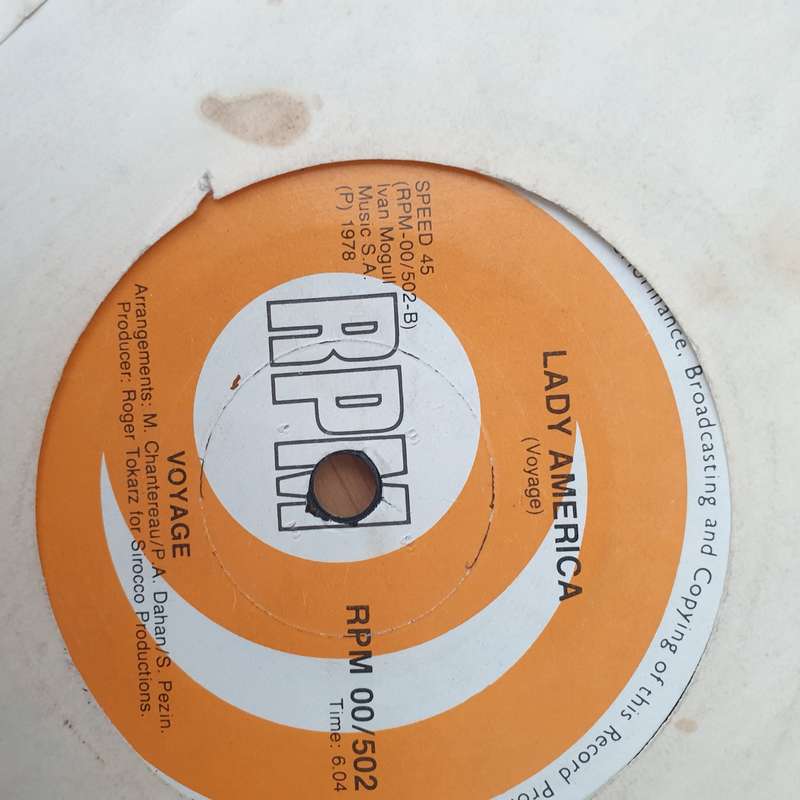 LADY AMERICA
(Voyage)
SPEED 45
(RPM-00/502-B)
Ivan Mogull
Music S.A.
(P) 1978
RPM
RPM 00/502
Time: 6.04
VOYAGE
Arrangements: M. Chantereau/P.A. Dahan/S. Pezin.
Producer: Roger Tokarz for Sirocco Productions.
Broadcasting and Copying of this Record